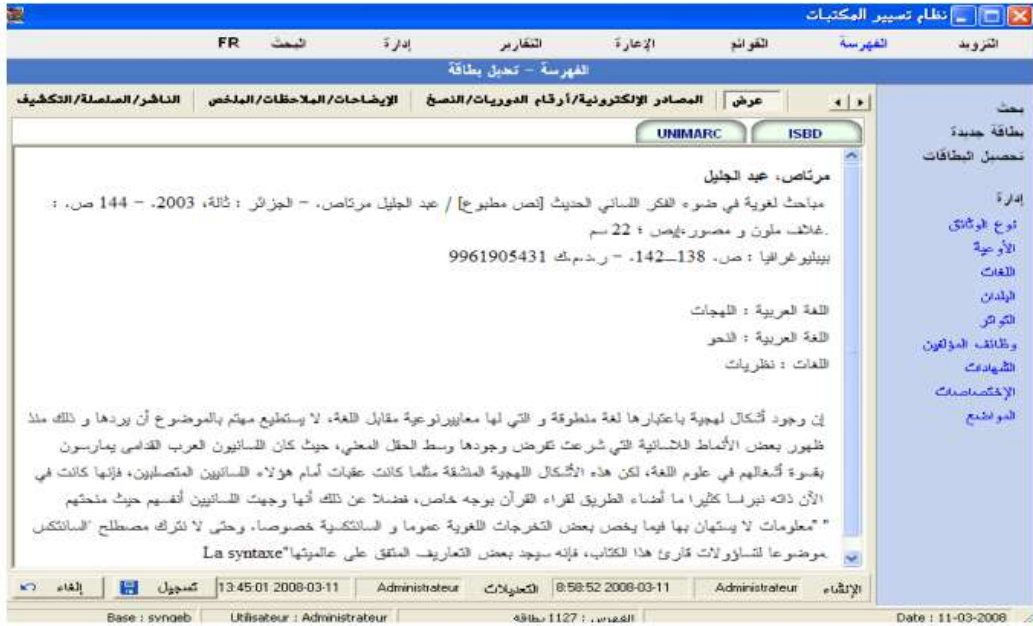 نظام تسيير المكتبات
التزويد الفهرسة القوائم الإعارة التقارير إدارة البحث FR
الفهرسة - تعديل بطاقة
عرض المصادر الإلكترونية/أرقام الدوريات/النسخ الإيضاحات/الملاحظات/الملخص الناشر/السلسلة/التكشيف
ISBD UNIMARC
بحث
بطاقة جديدة
تحصيل البطاقات
إدارة
نوع الوثائق
الأوعية
اللغات
البلدان
التواتر
وظائف المؤلفين
الشهادات
الإختصاصات
المواضيع
مرتاض، عبد الجليل
مباحث لغوية في ضوء الفكر اللساني الحديث [نص مطبوع] / عبد الجليل مرتاض. - الجزائر : ثالة، 2003. - 144 ص. :
غلاف ملون و مصور ؛ 22 سم.
بيبليوغرافيا : ص. 138_142. - ر.د.م.ك 9961905431
اللغة العربية : اللهجات
اللغة العربية : النحو
اللغات : نظريات
إن وجود أشكال لهجية باعتبارها لغة منطوقة و التي لها معايير نوعية مقابل اللغة، لا يستطيع مهتم بالموضوع أن يردها و ذلك منذ
ظهور بعض الأنماط اللاسانية التي شرعت تفرض وجودها وسط الحقل المعني، حيث كان اللسانيون العرب القدامى يمارسون
بقسوة أشغالهم في علوم اللغة، لكن هذه الأشكال اللهجية المنشقة مثلما كانت عقبات أمام هؤلاء اللسانيين المتصلبين، فإنها كانت في
الآن ذاته نبراسا كثيرا ما أضاء الطريق لقراء القرآن بوجه خاص، فضلا عن ذلك أنها وجهت اللسانيين أنفسهم حيث منحتهم
معلومات لا يستهان بها فيما يخص بعض التخرجات اللغوية عموما و السانتكسية خصوصا، وحتى لا نترك مصطلح "السانتكس" "
موضوعا لتساؤولات قارئ هذا الكتاب، فإنه سيجد بعض التعاريف المتفق على عالميتها"La syntaxe.
الإنشاء Administrateur 8:58:52 2008-03-11 التعديلات Administrateur 13:45:01 2008-03-11 تسجيل إلغاء
Date : 11-03-2008 الفهرس : 1127 بطاقة Utilisateur : Administrateur Base : syngeb